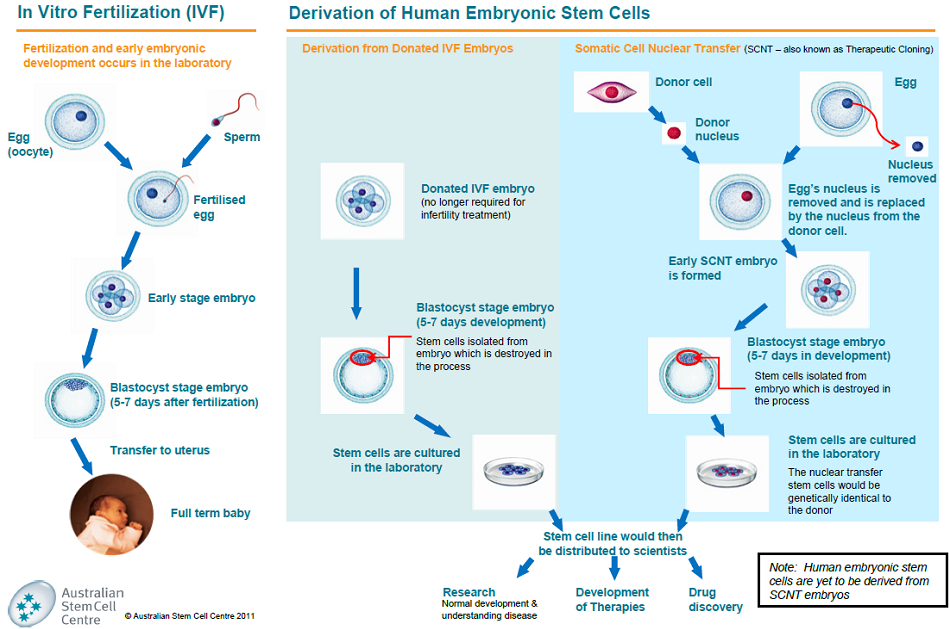 In Vitro Fertilization (IVF)
Fertilization and early embryonic
development occurs in the laboratory
Egg
(oocyte)
Sperm
Fertilised
egg
Early stage embryo
Blastocyst stage embryo
(5-7 days after fertilization)
Transfer to uterus
Full term baby
Australian
Stem Cell
Centre
© Australian Stem Cell Centre 2011
Derivation of Human Embryonic Stem Cells
Derivation from Donated IVF Embryos
Donated IVF embryo
(no longer required for
infertility treatment)
Blastocyst stage embryo
(5-7 days development)
Stem cells isolated from
embryo which is destroyed in
the process
Stem cells are cultured
in the laboratory
Somatic Cell Nuclear Transfer (SCNT – also known as Therapeutic Cloning)
Donor cell
Donor
nucleus
Egg
Nucleus
removed
Egg's nucleus is
removed and is replaced
by the nucleus from the
donor cell.
Early SCNT embryo
is formed
Blastocyst stage embryo
(5-7 days in development)
Stem cells isolated from
embryo which is destroyed in
the process
Stem cells are cultured
in the laboratory
The nuclear transfer
stem cells would be
genetically identical to
the donor
Stem cell line would then
be distributed to scientists
Research
Normal development &
understanding disease
Development
of Therapies
Drug
discovery
Note: Human embryonic stem
cells are yet to be derived from
SCNT embryos